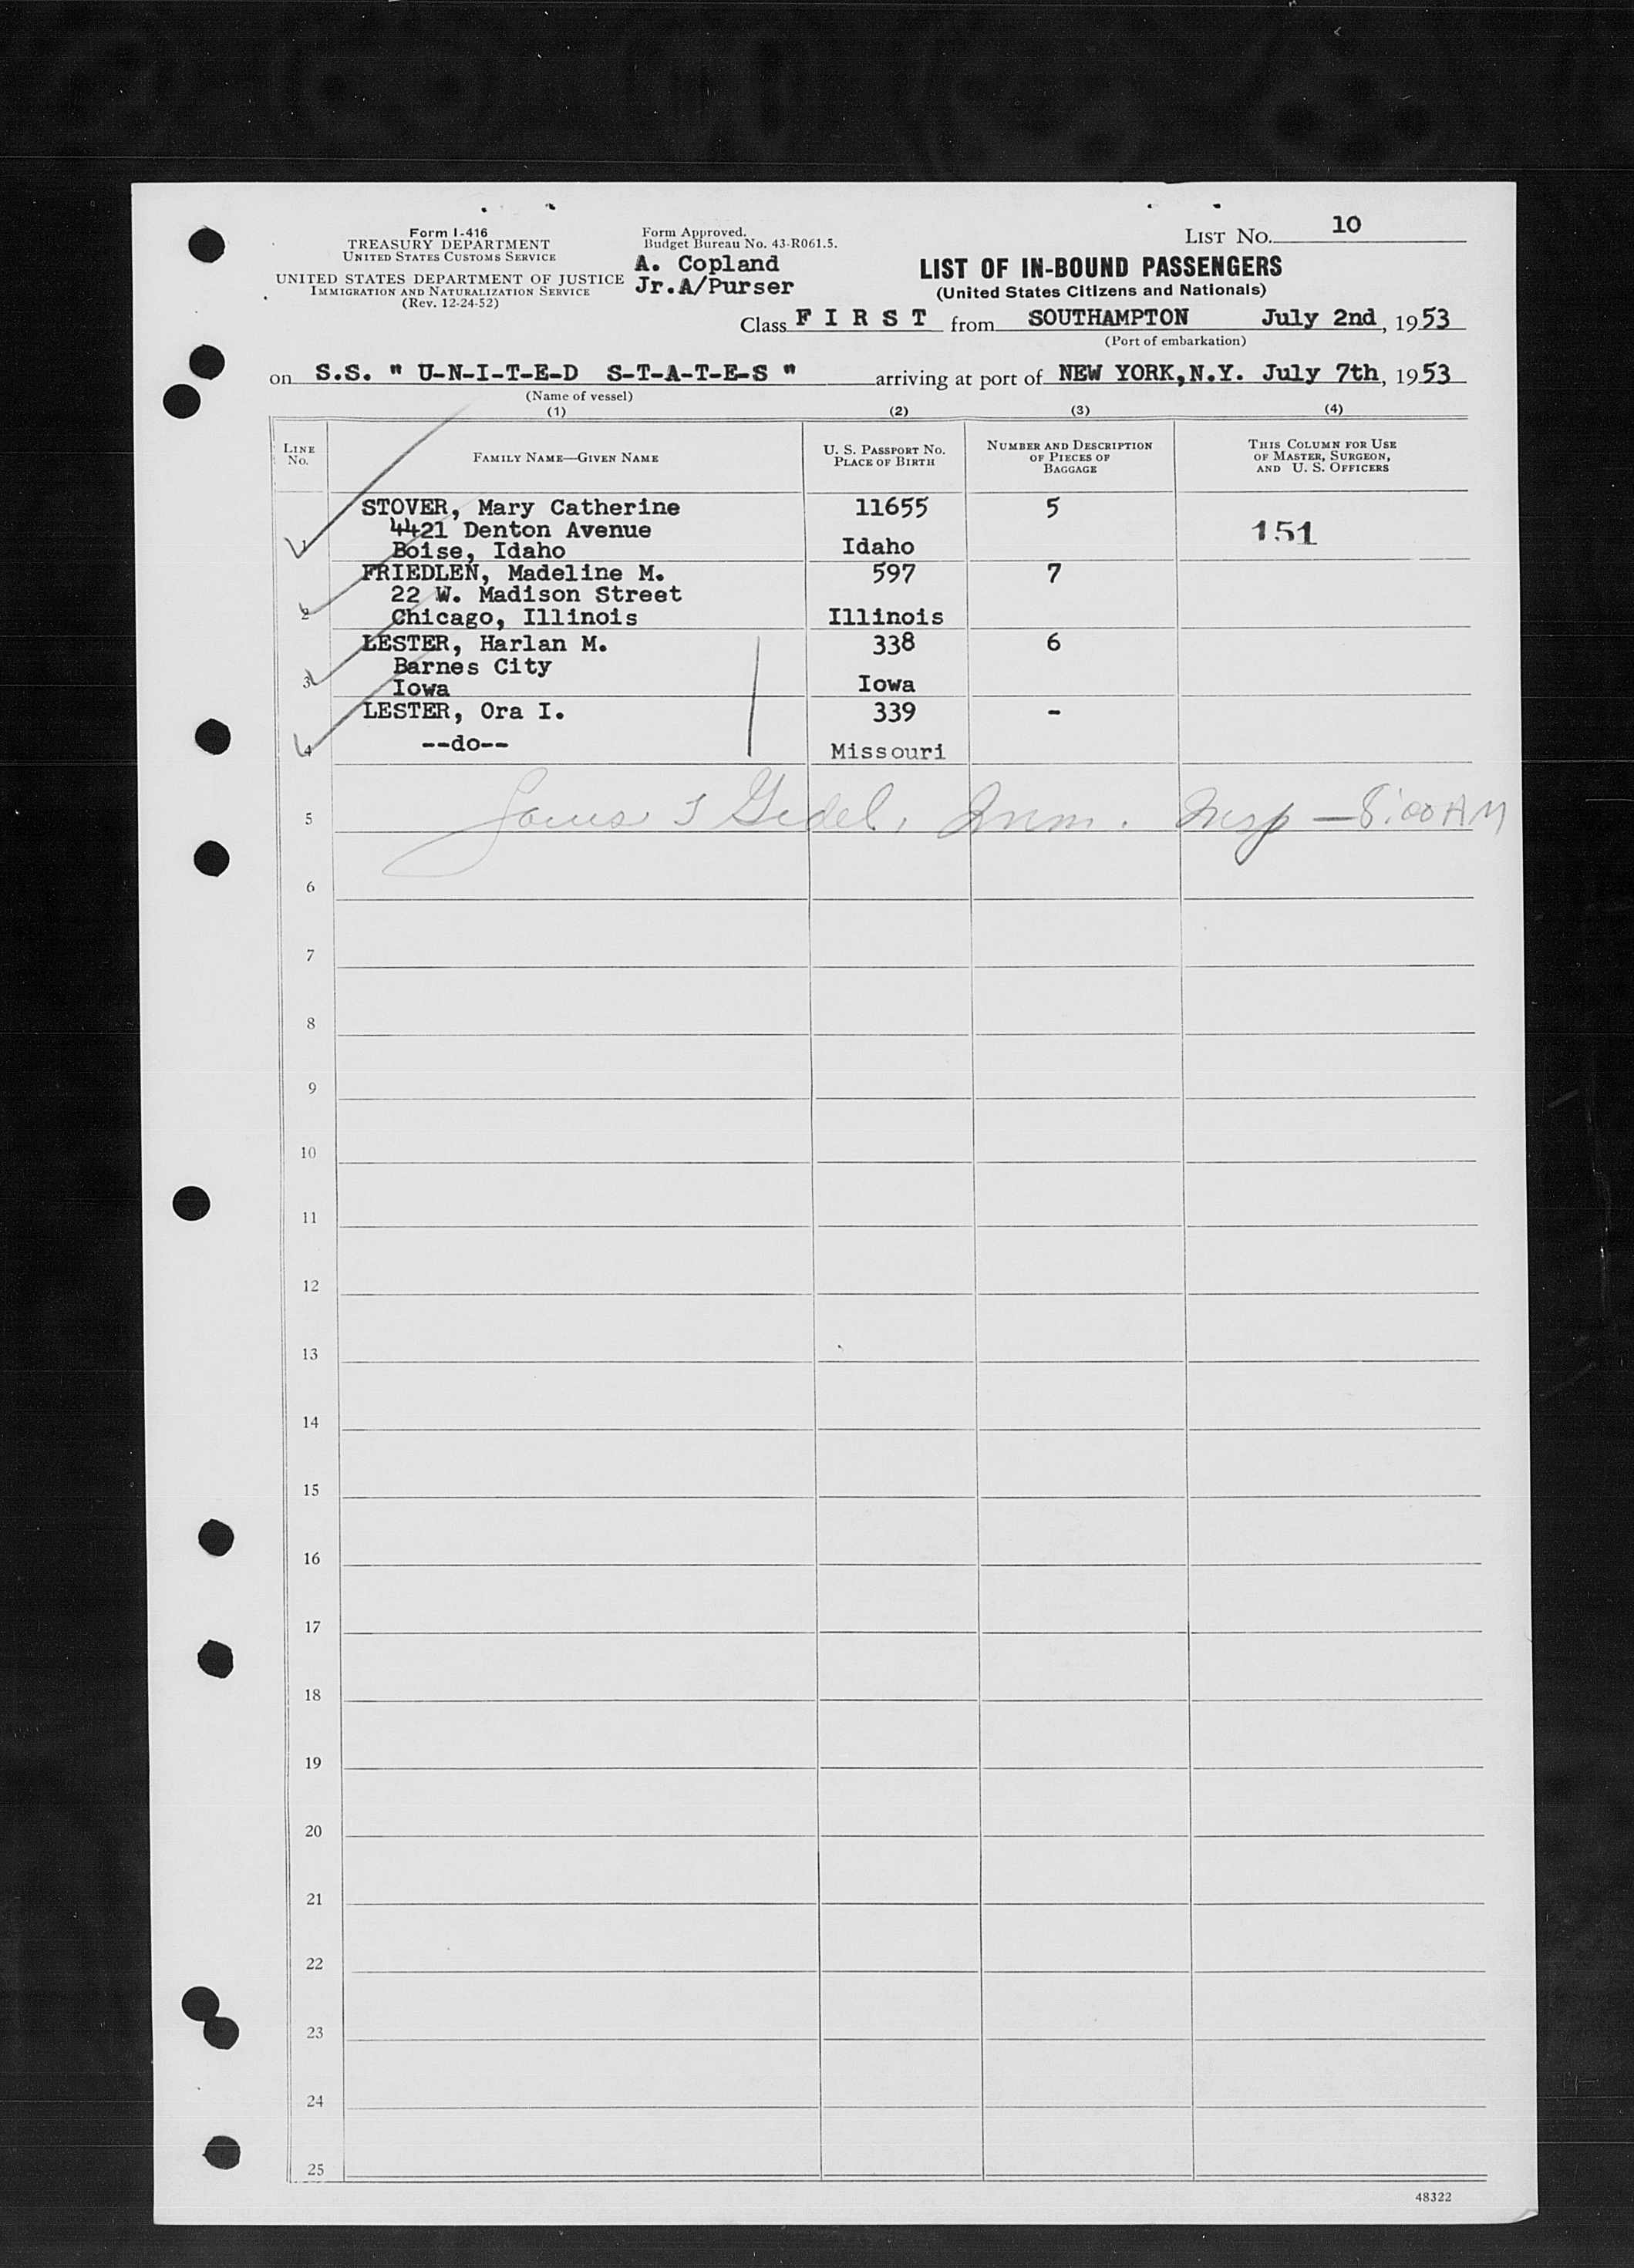 Form I-416
TREASURY DEPARTMENT
UNITED STATES CUSTOMS SERVICE
UNITED STATES DEPARTMENT OF JUSTICE
IMMIGRATION AND NATURALIZATION SERVICE
(Rev. 12-24-52)
Form Approved.
Budget Bureau No. 43-R061.5.
A. Copland
Jr.A/Purser
LIST NO. 10
LIST OF IN-BOUND PASSENGERS
(United States Citizens and Nationals)
Class F I R S T from SOUTHAMPTON July 2nd, 1953
(Port of embarkation)
on S.S. " U-N-I-T-E-D S-T-A-T-E-S " arriving at port of NEW YORK,N.Y. July 7th, 1953
(Name of vessel)
(1) (2) (3) (4)
LINE No.
FAMILY NAME—GIVEN NAME
U. S. PASSPORT NO.
PLACE OF BIRTH
NUMBER AND DESCRIPTION
OF PIECES OF
BAGGAGE
THIS COLUMN FOR USE
OF MASTER, SURGEON,
AND U. S. OFFICERS
STOVER, Mary Catherine 11655 5
4421 Denton Avenue 151
1 Boise, Idaho Idaho
FRIEDLEN, Madeline M. 597 7
22 W. Madison Street
2 Chicago, Illinois Illinois
LESTER, Harlan M. 338 6
Barnes City
3 Iowa Iowa
LESTER, Ora I. 339 -
4 --do-- Missouri
5 Imm. Insp — 8:00 AM
6
7
8
9
10
11
12
13
14
15
16
17
18
19
20
21
22
23
24
25
48322